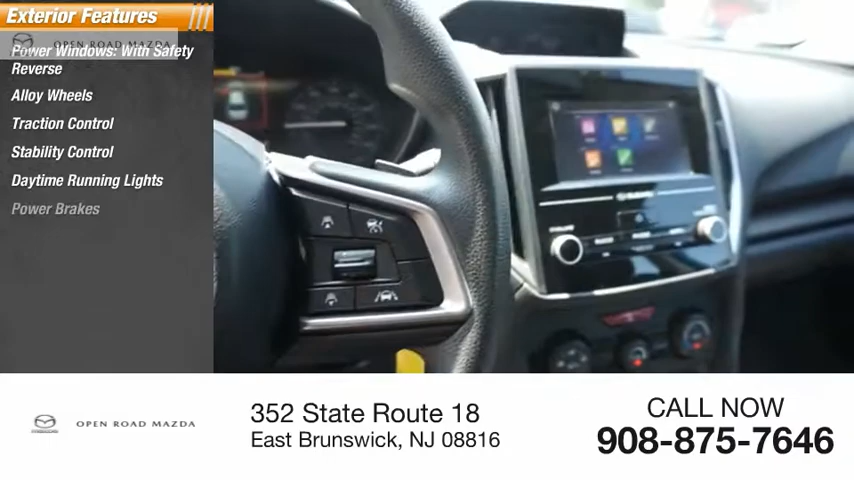 Exterior Features
OPEN ROAD MAZDA
Power Windows: With Safety
Reverse
Alloy Wheels
Traction Control
Stability Control
Daytime Running Lights
Power Brakes
SUBARU
OPEN ROAD MAZDA
352 State Route 18
East Brunswick, NJ 08816
CALL NOW
908-875-7646